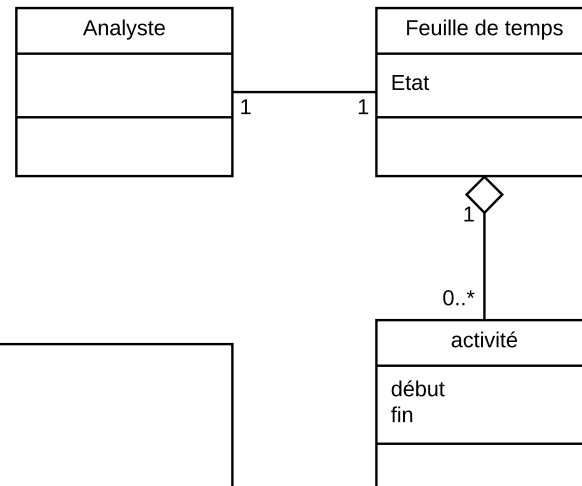 Analyste
Feuille de temps
Etat
1
1
1
0..*
activité
début
fin